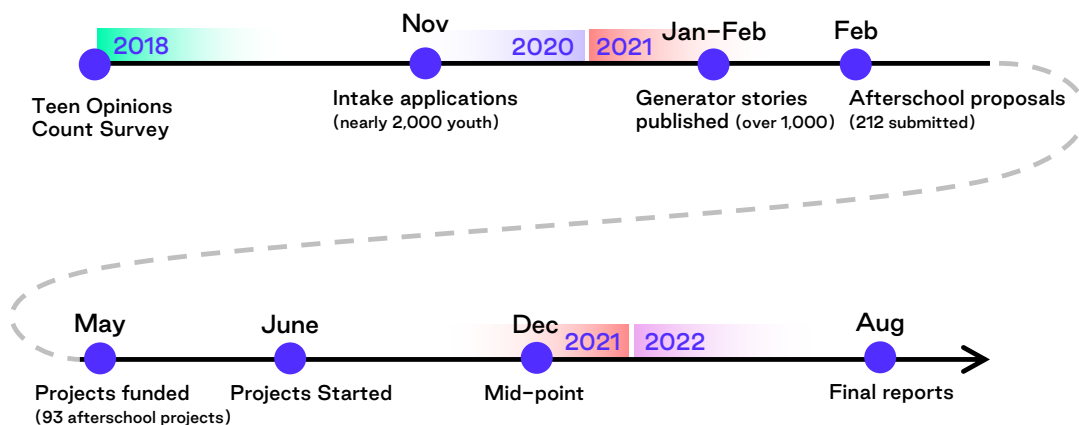 Nov
Jan–Feb
Feb
2018
2020
2021
Teen Opinions
Count Survey
Intake applications
(nearly 2,000 youth)
Generator stories
published (over 1,000)
Afterschool proposals
(212 submitted)
May
June
Dec
Aug
2021
2022
Projects funded
(93 afterschool projects)
Projects Started
Mid–point
Final reports